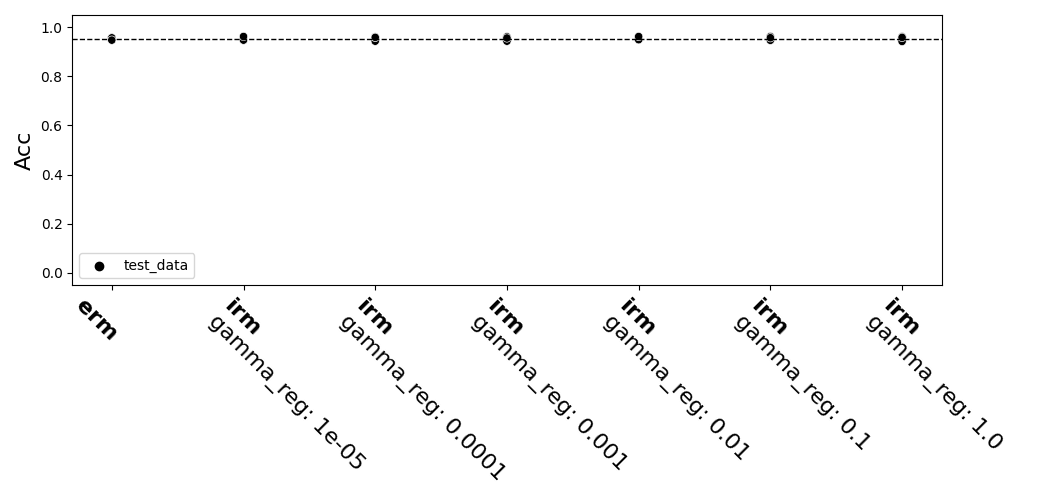 Acc
1.0
0.8
0.6
0.4
0.2
0.0
test_data
erm
irm
gamma_reg: 1e-05
irm
gamma_reg: 0.0001
irm
gamma_reg: 0.001
irm
gamma_reg: 0.01
irm
gamma_reg: 0.1
irm
gamma_reg: 1.0